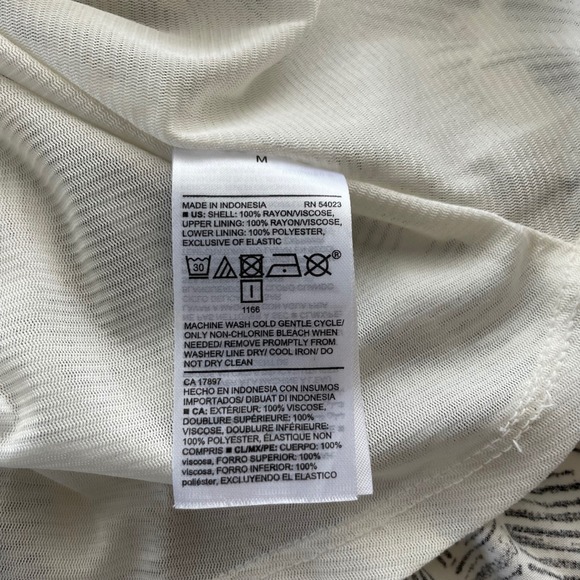 M
MADE IN INDONESIA RN 54023
■ US: SHELL: 100% RAYON/VISCOSE,
UPPER LINING: 100% RAYON/VISCOSE,
LOWER LINING: 100% POLYESTER,
EXCLUSIVE OF ELASTIC
30 ®
1166
MACHINE WASH COLD GENTLE CYCLE/
ONLY NON-CHLORINE BLEACH WHEN
NEEDED/ REMOVE PROMPTLY FROM
WASHER/ LINE DRY/ COOL IRON/ DO
NOT DRY CLEAN
CA 17897
HECHO EN INDONESIA CON INSUMOS
IMPORTADOS/ DIBUAT DI INDONESIA
■ CA: EXTÉRIEUR: 100% VISCOSE,
DOUBLURE SUPÉRIEURE: 100%
VISCOSE, DOUBLURE INFÉRIEURE:
100% POLYESTER, ÉLASTIQUE NON
COMPRIS ■ CL/MX/PE: CUERPO: 100%
viscosa, FORRO SUPERIOR: 100%
viscosa, FORRO INFERIOR: 100%
poliéster, EXCLUYENDO EL ELASTICO